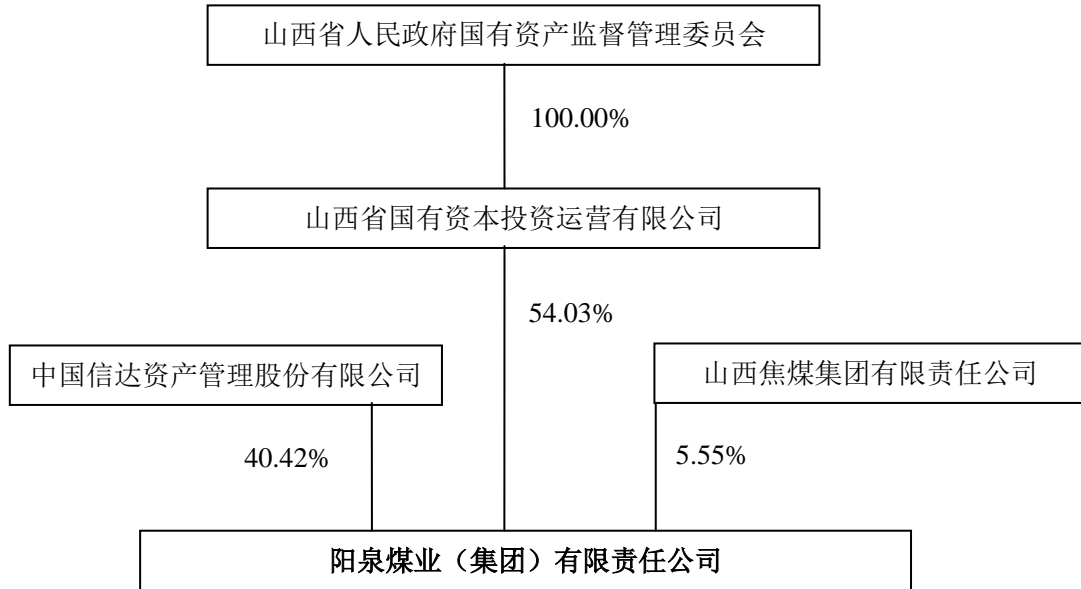 山西省人民政府国有资产监督管理委员会
100.00%
山西省国有资本投资运营有限公司
54.03%
中国信达资产管理股份有限公司
山西焦煤集团有限责任公司
40.42%
5.55%
阳泉煤业（集团）有限责任公司